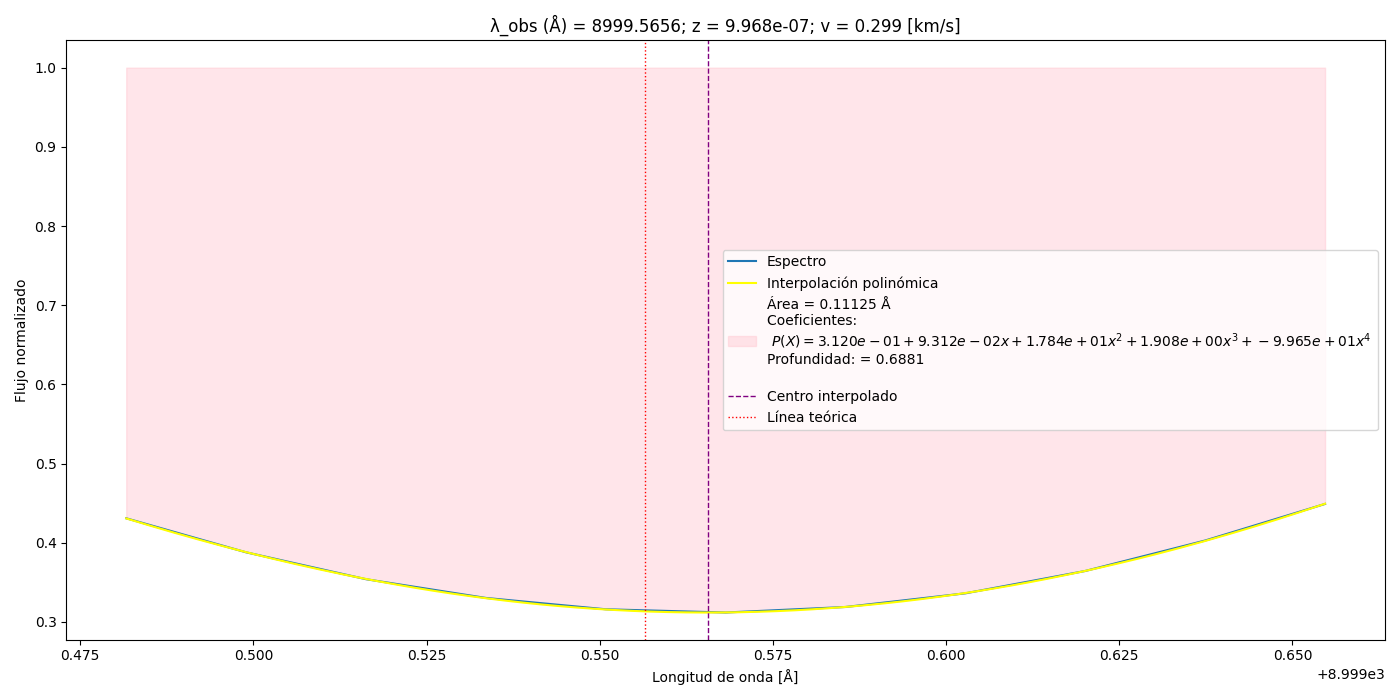 λ_obs (Å) = 8999.5656; z = 9.968e-07; v = 0.299 [km/s]
1.0
0.9
0.8
0.7
0.6
0.5
0.4
0.3
Flujo normalizado
Espectro
Interpolación polinómica
Área = 0.11125 Å
Coeficientes:
P(X) = 3.120e − 01 + 9.312e − 02x + 1.784e + 01x² + 1.908e + 00x³ + − 9.965e + 01x⁴
Profundidad: = 0.6881
Centro interpolado
Línea teórica
0.475 0.500 0.525 0.550 0.575 0.600 0.625 0.650
+8.999e3
Longitud de onda [Å]